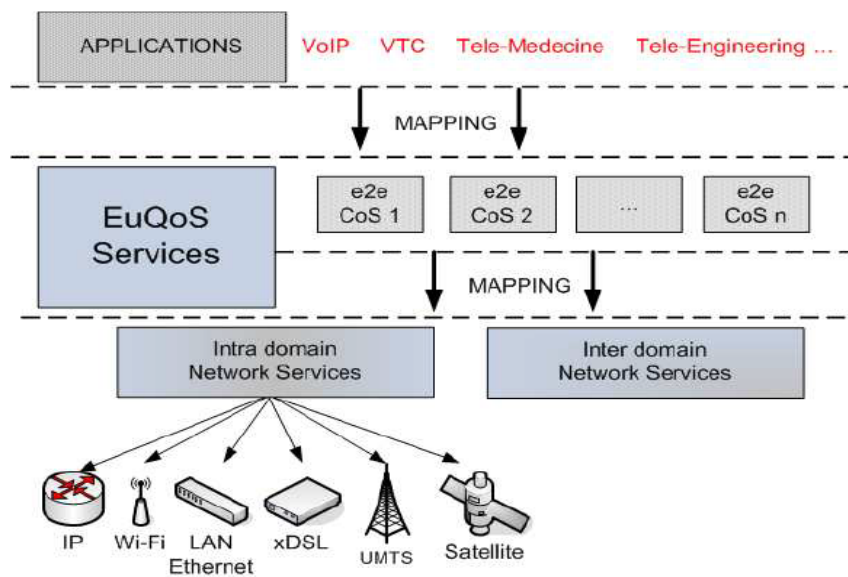 APPLICATIONS VoIP VTC Tele-Medecine Tele-Engineering ...
MAPPING
EuQoS
Services
e2e
CoS 1
e2e
CoS 2
...
e2e
CoS n
MAPPING
Intra domain
Network Services
Inter domain
Network Services
IP
Wi-Fi
LAN
Ethernet
xDSL
UMTS
Satellite